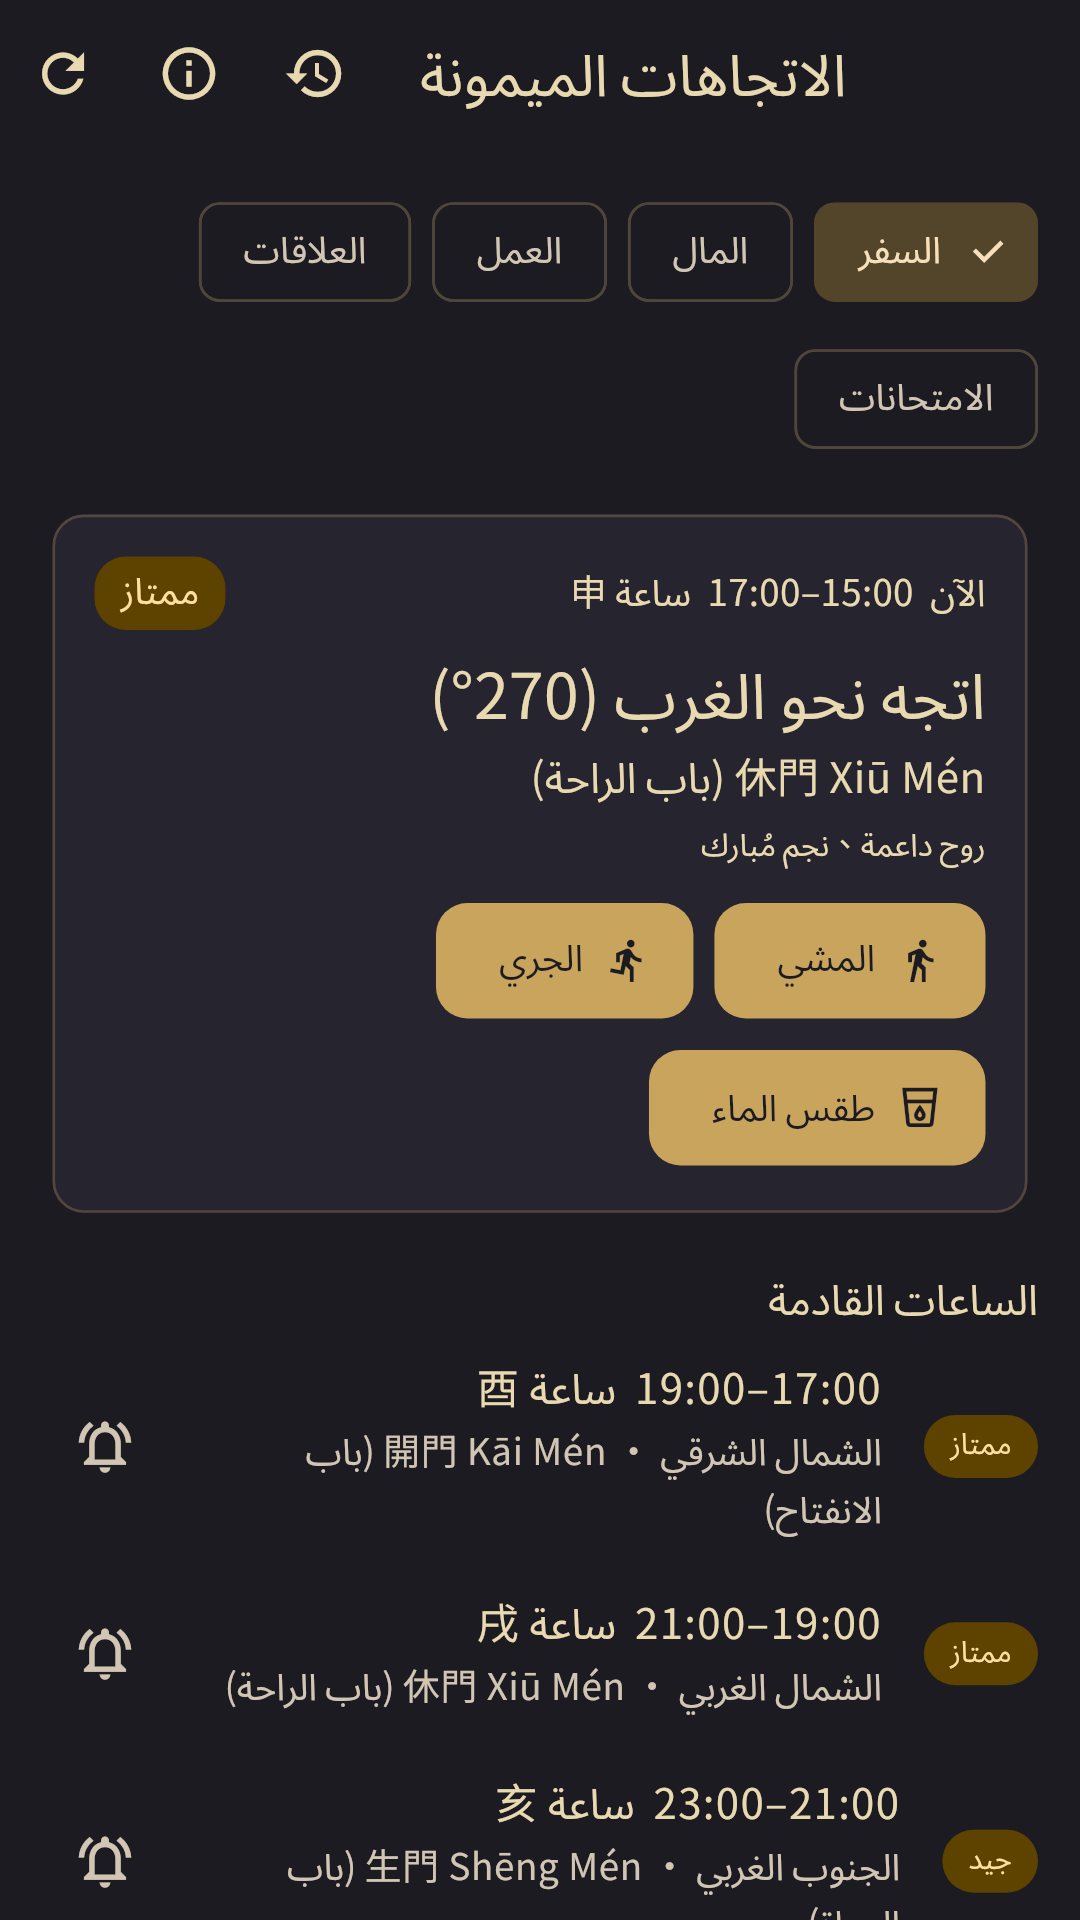 الاتجاهات الميمونة
السفر
المال
العمل
العلاقات
الامتحانات
الآن 15:00–17:00 ساعة 申
ممتاز
اتجه نحو الغرب (270°)
休門 Xiū Mén (باب الراحة)
روح داعمة、نجم مُبارك
المشي
الجري
طقس الماء
الساعات القادمة
17:00–19:00 ساعة 酉
ممتاز
الشمال الشرقي • 開門 Kāi Mén (باب
الانفتاح)
19:00–21:00 ساعة 戌
ممتاز
الشمال الغربي • 休門 Xiū Mén (باب الراحة)
21:00–23:00 ساعة 亥
جيد
الجنوب الغربي • 生門 Shēng Mén (باب